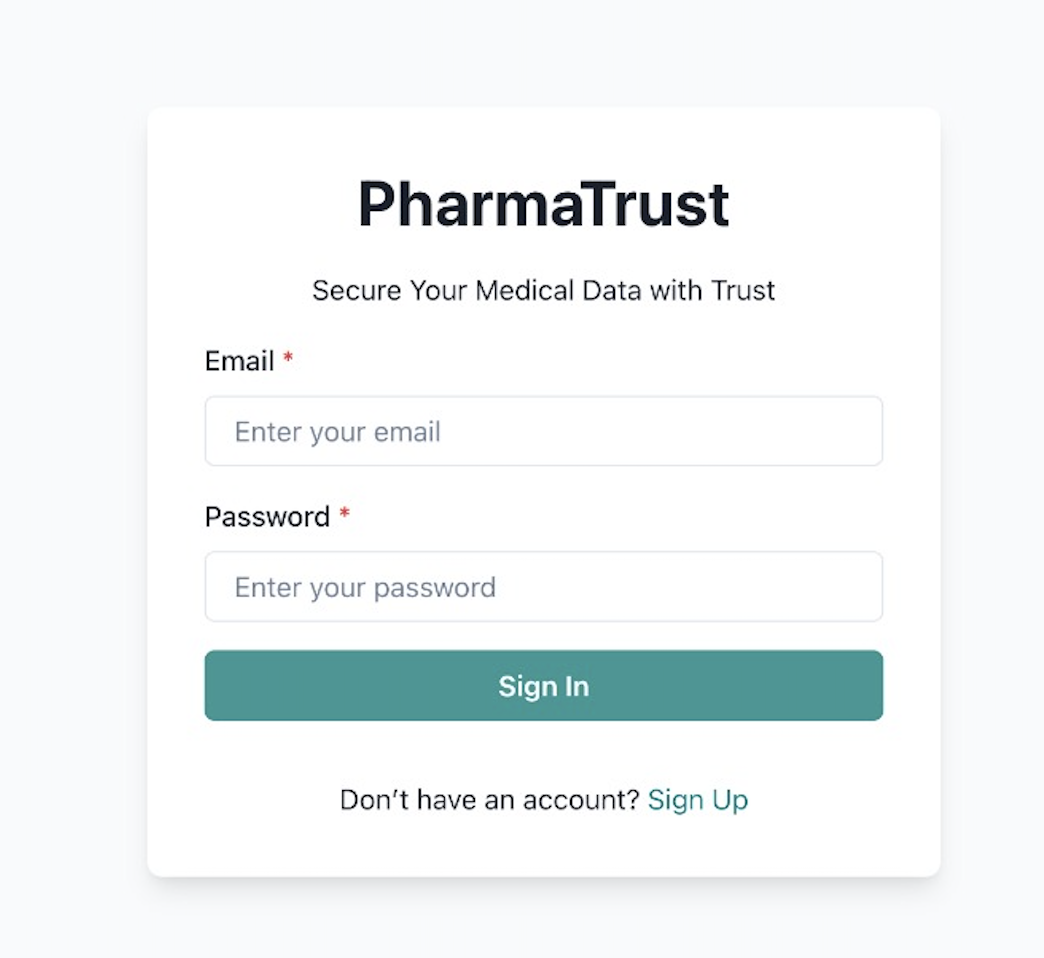 PharmaTrust
Secure Your Medical Data with Trust
Email *
Enter your email
Password *
Enter your password
Sign In
Don’t have an account? Sign Up